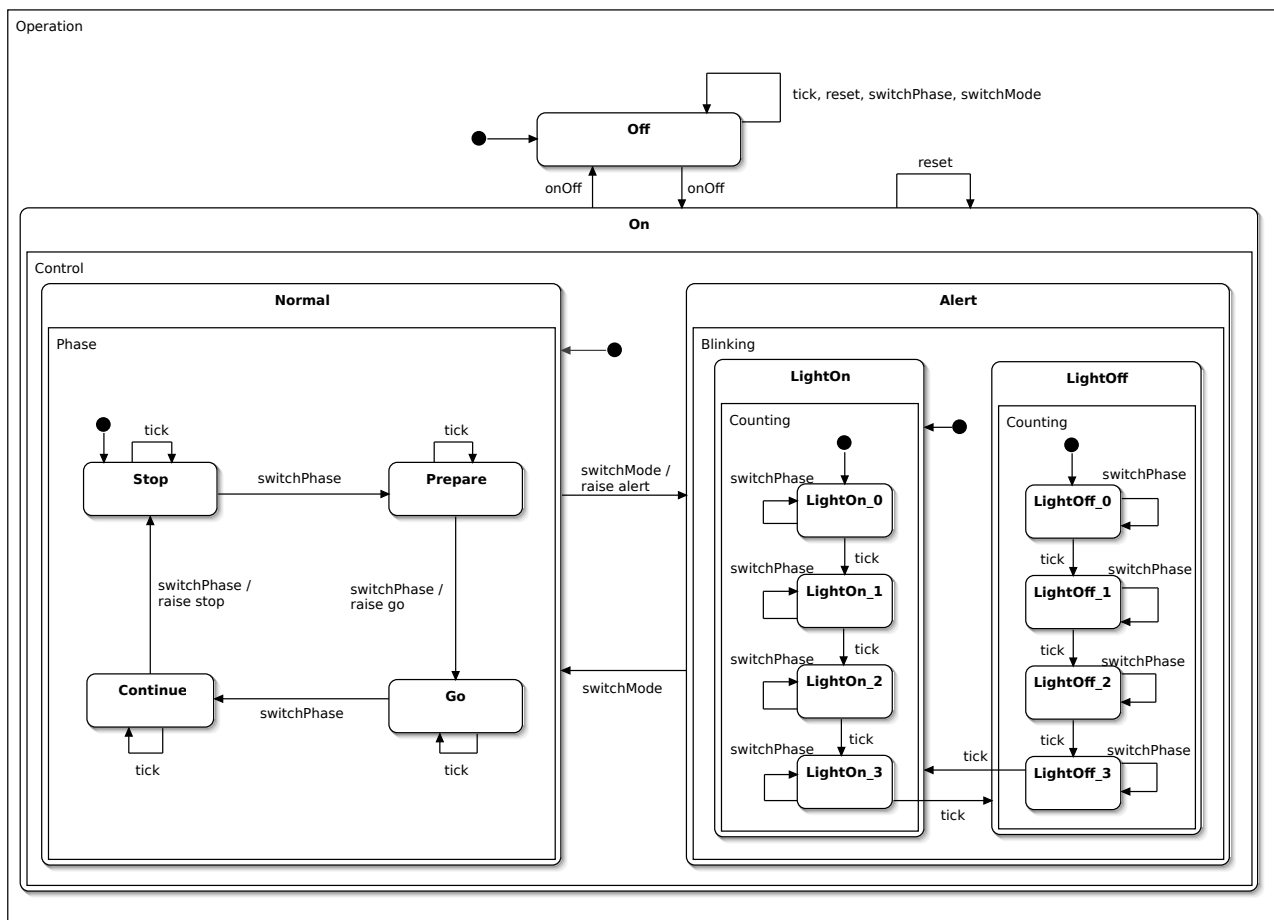 Operation
tick, reset, switchPhase, switchMode
Off
onOff
onOff
reset
On
Control
Normal
Alert
Phase
Blinking
LightOn
LightOff
Counting
Counting
tick
tick
Stop
switchPhase
Prepare
switchMode /
raise alert
switchPhase
LightOn_0
switchPhase
LightOff_0
tick
tick
switchPhase /
raise stop
switchPhase /
raise go
switchPhase
LightOn_1
switchPhase
LightOff_1
tick
tick
switchPhase
LightOn_2
switchPhase
LightOff_2
switchMode
Continue
switchPhase
Go
tick
tick
tick
tick
switchPhase
LightOn_3
tick
switchPhase
LightOff_3
tick